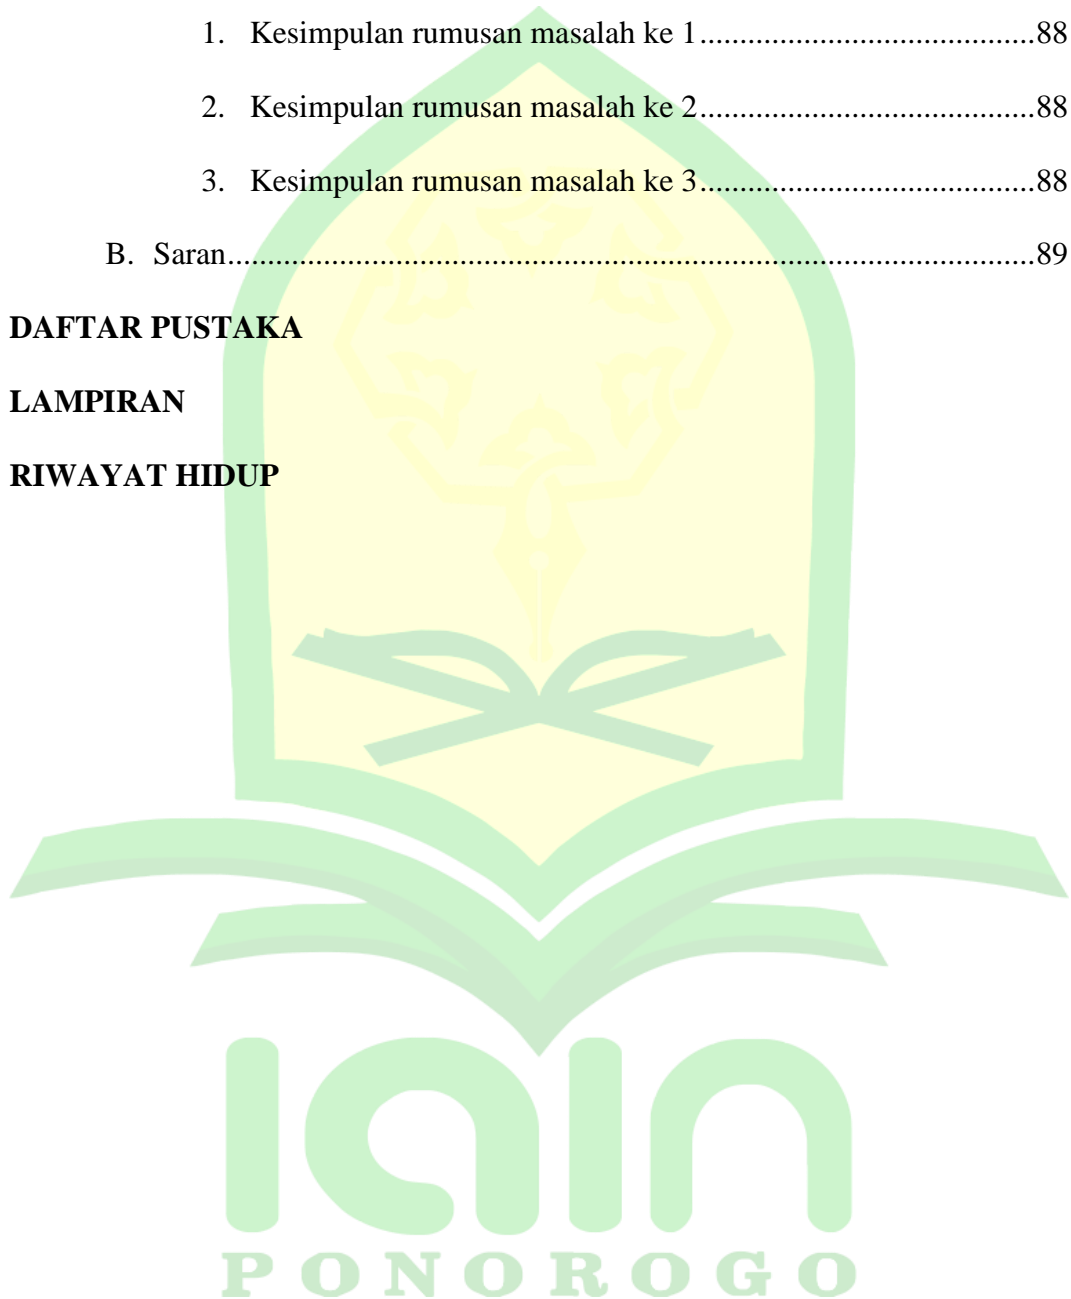 1. Kesimpulan rumusan masalah ke 1..........................................88
2. Kesimpulan rumusan masalah ke 2..........................................88
3. Kesimpulan rumusan masalah ke 3..........................................88
B. Saran.....................................................................................................89
DAFTAR PUSTAKA
LAMPIRAN
RIWAYAT HIDUP
iain
PONOROGO